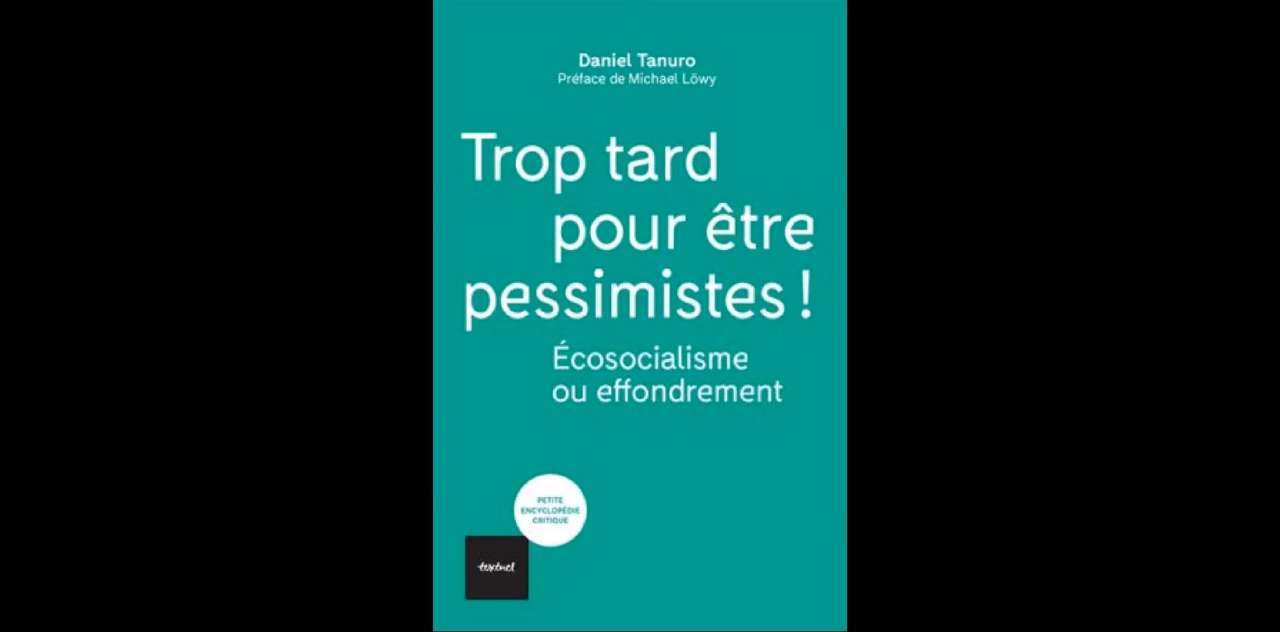 Daniel Tanuro
Préface de Michael Löwy
Trop tard
pour être
pessimistes !
Écosocialisme
ou effondrement
PETITE
ENCYCLOPÉDIE
CRITIQUE
textuel